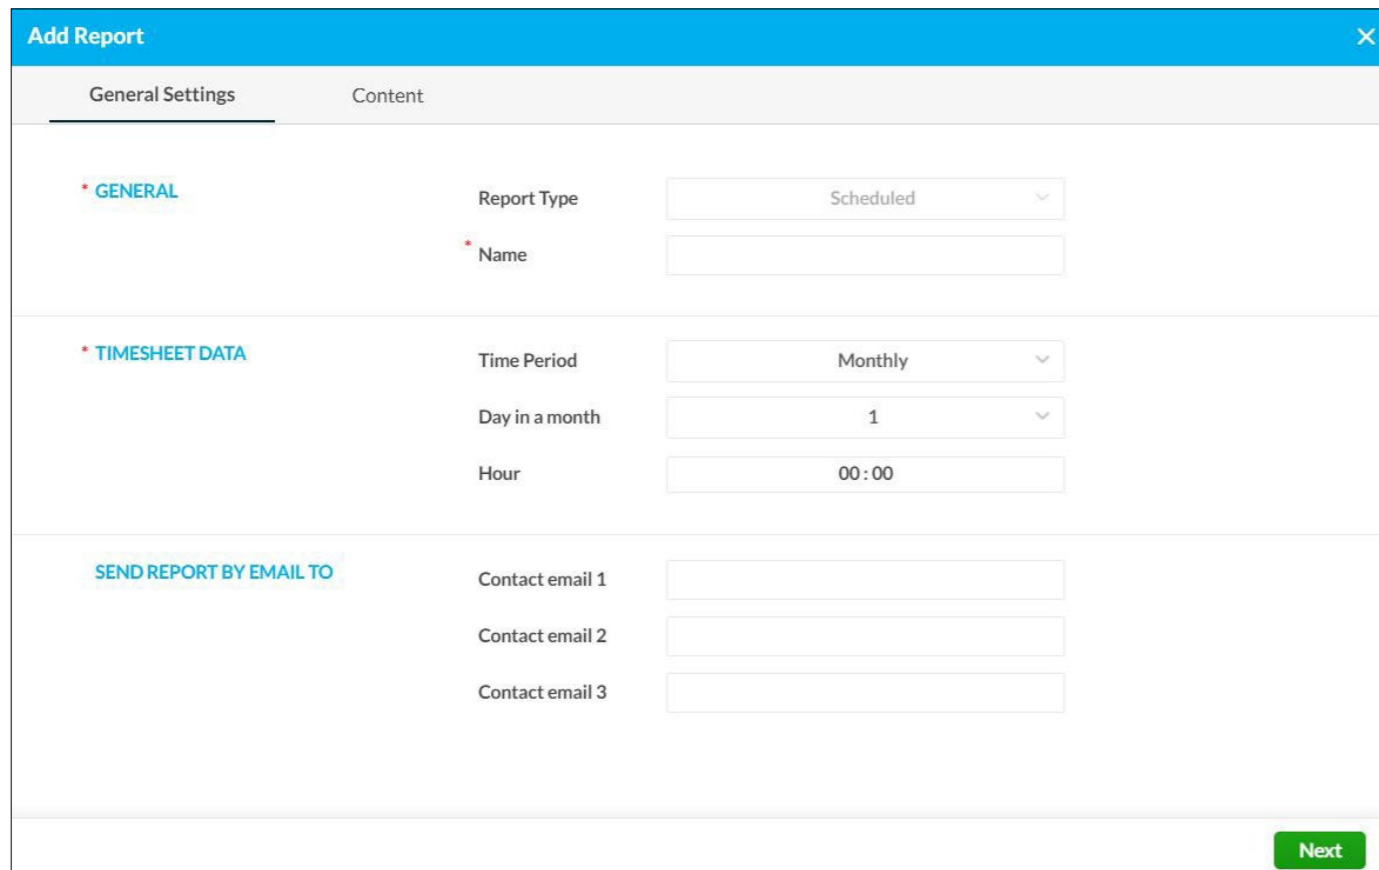 Add Report
General Settings Content
* GENERAL Report Type Scheduled
* Name
* TIMESHEET DATA Time Period Monthly
Day in a month 1
Hour 00 : 00
SEND REPORT BY EMAIL TO Contact email 1
Contact email 2
Contact email 3
Next